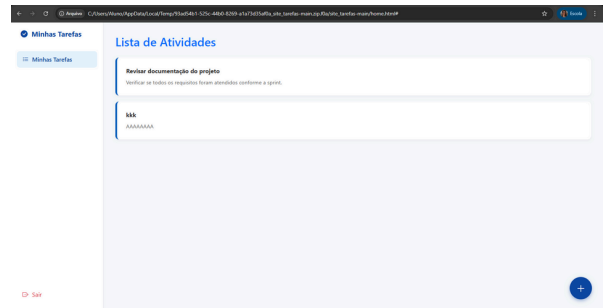 Arquivo C:/Users/Aluno/AppData/Local/Temp/93ad54b1-525c-44b0-8269-a1a73d35af0a_site_tarefas-main.zip.f0a/site_tarefas-main/home.html#
Escola
Minhas Tarefas
Minhas Tarefas
Lista de Atividades
Revisar documentação do projeto
Verificar se todos os requisitos foram atendidos conforme a sprint.
kkk
AAAAAAAA
Sair
+